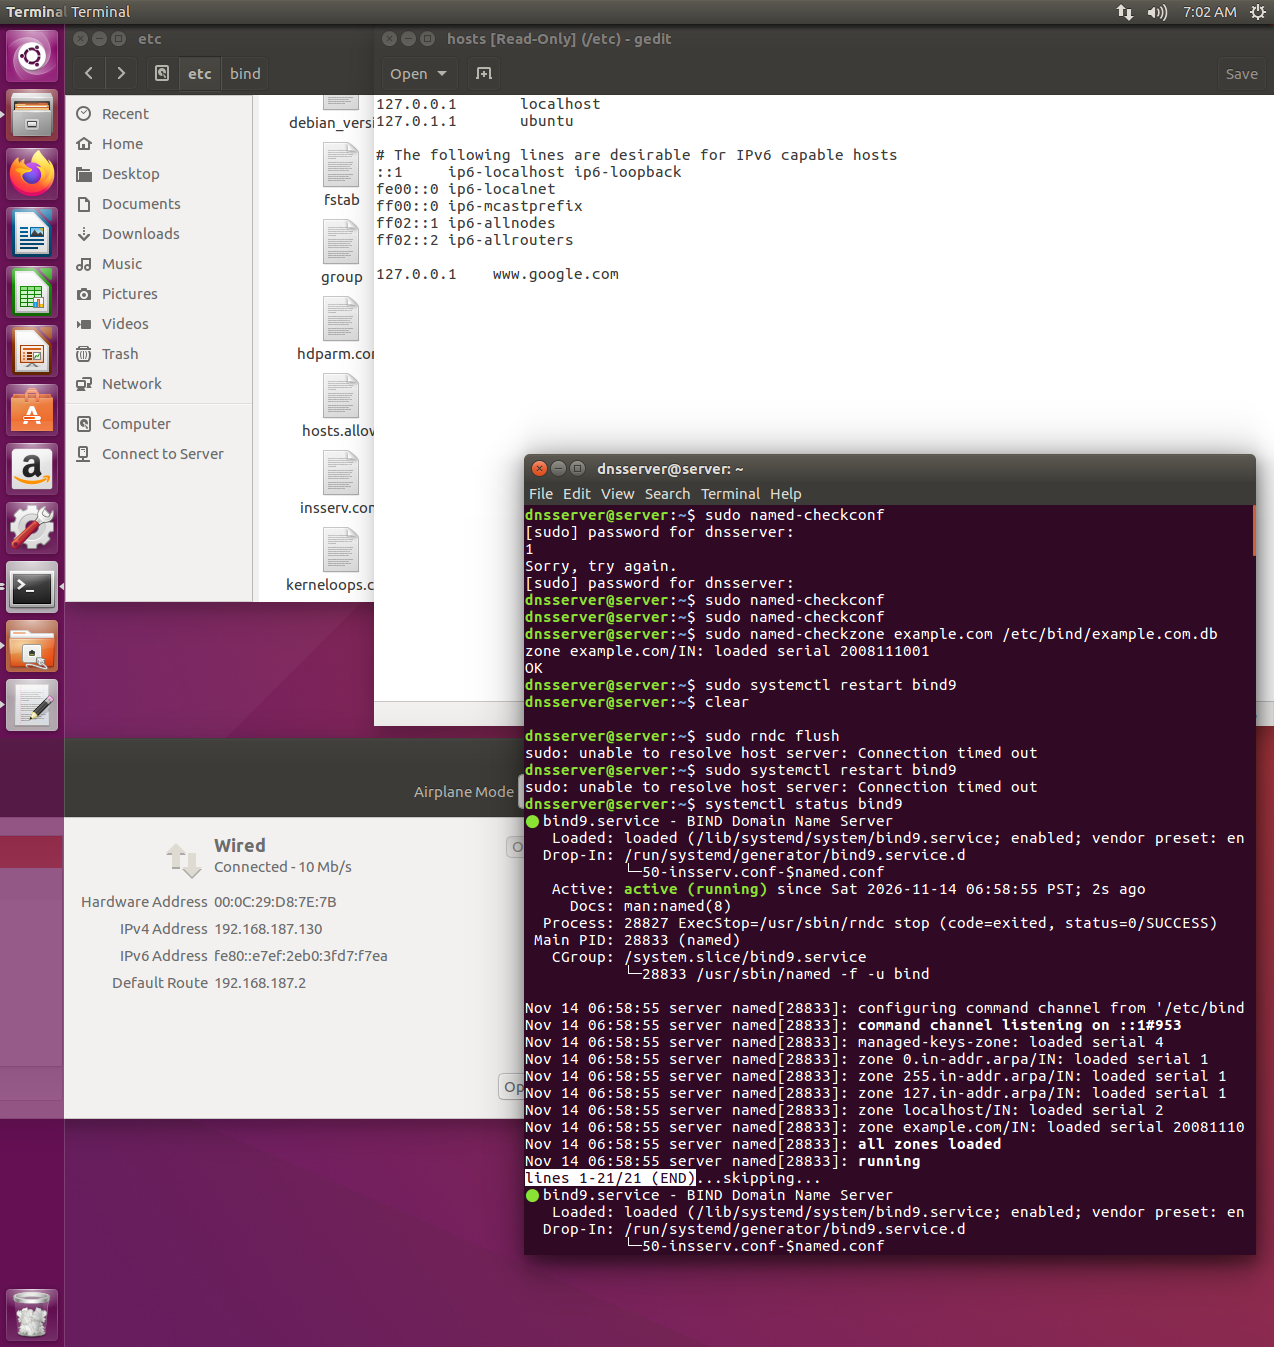 Terminal Terminal
7:02 AM
etc
etc bind
Recent
Home
Desktop
Documents
Downloads
Music
Pictures
Videos
Trash
Network
Computer
Connect to Server
debian_versi
fstab
group
hdparm.con
hosts.allow
inserv.con
kerneloops.c
hosts [Read-Only] (/etc) - gedit
Open
Save
127.0.0.1 localhost
127.0.1.1 ubuntu
# The following lines are desirable for IPv6 capable hosts
::1 ip6-localhost ip6-loopback
fe00::0 ip6-localnet
ff00::0 ip6-mcastprefix
ff02::1 ip6-allnodes
ff02::2 ip6-allrouters
127.0.0.1 www.google.com
Airplane Mode
Wired
Connected - 10 Mb/s
O
Hardware Address 00:0C:29:D8:7E:7B
IPv4 Address 192.168.187.130
IPv6 Address fe80::e7ef:2eb0:3fd7:f7ea
Default Route 192.168.187.2
Op
dnsserver@server: ~
File Edit View Search Terminal Help
dnsserver@server:~$ sudo named-checkconf
[sudo] password for dnsserver:
1
Sorry, try again.
[sudo] password for dnsserver:
dnsserver@server:~$ sudo named-checkconf
dnsserver@server:~$ sudo named-checkconf
dnsserver@server:~$ sudo named-checkzone example.com /etc/bind/example.com.db
zone example.com/IN: loaded serial 2008111001
OK
dnsserver@server:~$ sudo systemctl restart bind9
dnsserver@server:~$ clear
dnsserver@server:~$ sudo rndc flush
sudo: unable to resolve host server: Connection timed out
dnsserver@server:~$ sudo systemctl restart bind9
sudo: unable to resolve host server: Connection timed out
dnsserver@server:~$ systemctl status bind9
● bind9.service - BIND Domain Name Server
Loaded: loaded (/lib/systemd/system/bind9.service; enabled; vendor preset: en
Drop-In: /run/systemd/generator/bind9.service.d
└─50-insserv.conf-$named.conf
Active: active (running) since Sat 2026-11-14 06:58:55 PST; 2s ago
Docs: man:named(8)
Process: 28827 ExecStop=/usr/sbin/rndc stop (code=exited, status=0/SUCCESS)
Main PID: 28833 (named)
CGroup: /system.slice/bind9.service
└─28833 /usr/sbin/named -f -u bind
Nov 14 06:58:55 server named[28833]: configuring command channel from '/etc/bind
Nov 14 06:58:55 server named[28833]: command channel listening on ::1#953
Nov 14 06:58:55 server named[28833]: managed-keys-zone: loaded serial 4
Nov 14 06:58:55 server named[28833]: zone 0.in-addr.arpa/IN: loaded serial 1
Nov 14 06:58:55 server named[28833]: zone 255.in-addr.arpa/IN: loaded serial 1
Nov 14 06:58:55 server named[28833]: zone 127.in-addr.arpa/IN: loaded serial 1
Nov 14 06:58:55 server named[28833]: zone localhost/IN: loaded serial 2
Nov 14 06:58:55 server named[28833]: zone example.com/IN: loaded serial 20081110
Nov 14 06:58:55 server named[28833]: all zones loaded
Nov 14 06:58:55 server named[28833]: running
lines 1-21/21 (END)...skipping...
● bind9.service - BIND Domain Name Server
Loaded: loaded (/lib/systemd/system/bind9.service; enabled; vendor preset: en
Drop-In: /run/systemd/generator/bind9.service.d
└─50-insserv.conf-$named.conf